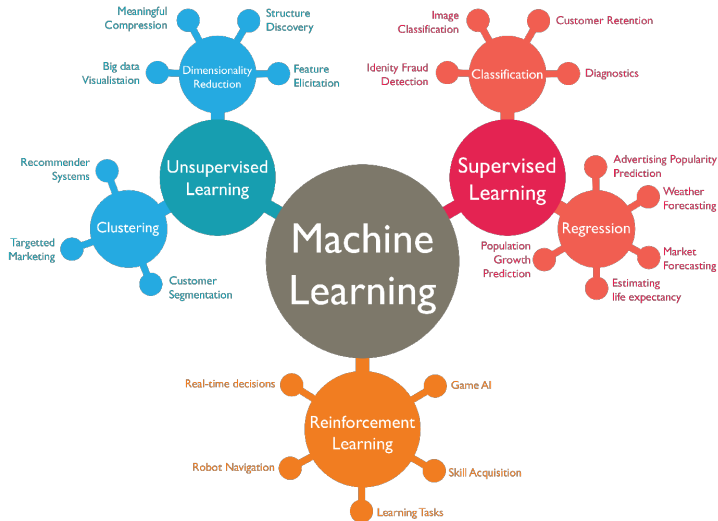 Meaningful
Compression
Structure
Discovery
Big data
Visualistaion
Dimensionality
Reduction
Feature
Elicitation
Unsupervised
Learning
Recommender
Systems
Clustering
Targetted
Marketing
Customer
Segmentation
Machine
Learning
Image
Classification
Customer Retention
Idenity Fraud
Detection
Classification
Diagnostics
Supervised
Learning
Advertising Popularity
Prediction
Weather
Forecasting
Regression
Population
Growth
Prediction
Market
Forecasting
Estimating
life expectancy
Real-time decisions
Game AI
Reinforcement
Learning
Robot Navigation
Skill Acquisition
Learning Tasks